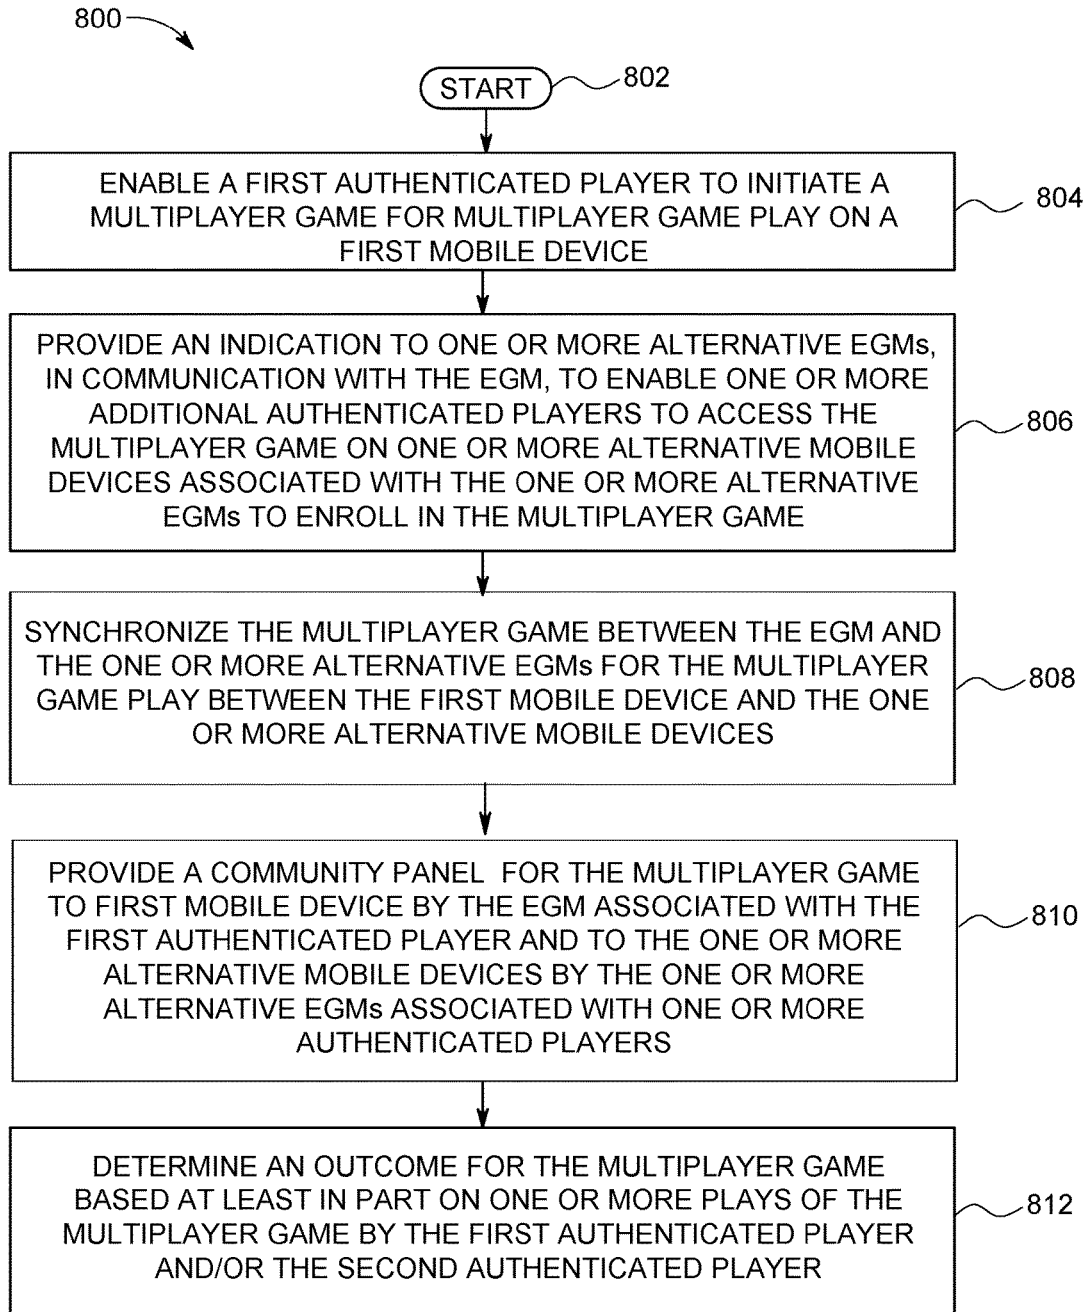 800
START
802
ENABLE A FIRST AUTHENTICATED PLAYER TO INITIATE A
MULTIPLAYER GAME FOR MULTIPLAYER GAME PLAY ON A
FIRST MOBILE DEVICE
804
PROVIDE AN INDICATION TO ONE OR MORE ALTERNATIVE EGMs,
IN COMMUNICATION WITH THE EGM, TO ENABLE ONE OR MORE
ADDITIONAL AUTHENTICATED PLAYERS TO ACCESS THE
MULTIPLAYER GAME ON ONE OR MORE ALTERNATIVE MOBILE
DEVICES ASSOCIATED WITH THE ONE OR MORE ALTERNATIVE
EGMs TO ENROLL IN THE MULTIPLAYER GAME
806
SYNCHRONIZE THE MULTIPLAYER GAME BETWEEN THE EGM AND
THE ONE OR MORE ALTERNATIVE EGMs FOR THE MULTIPLAYER
GAME PLAY BETWEEN THE FIRST MOBILE DEVICE AND THE ONE
OR MORE ALTERNATIVE MOBILE DEVICES
808
PROVIDE A COMMUNITY PANEL FOR THE MULTIPLAYER GAME
TO FIRST MOBILE DEVICE BY THE EGM ASSOCIATED WITH THE
FIRST AUTHENTICATED PLAYER AND TO THE ONE OR MORE
ALTERNATIVE MOBILE DEVICES BY THE ONE OR MORE
ALTERNATIVE EGMs ASSOCIATED WITH ONE OR MORE
AUTHENTICATED PLAYERS
810
DETERMINE AN OUTCOME FOR THE MULTIPLAYER GAME
BASED AT LEAST IN PART ON ONE OR MORE PLAYS OF THE
MULTIPLAYER GAME BY THE FIRST AUTHENTICATED PLAYER
AND/OR THE SECOND AUTHENTICATED PLAYER
812